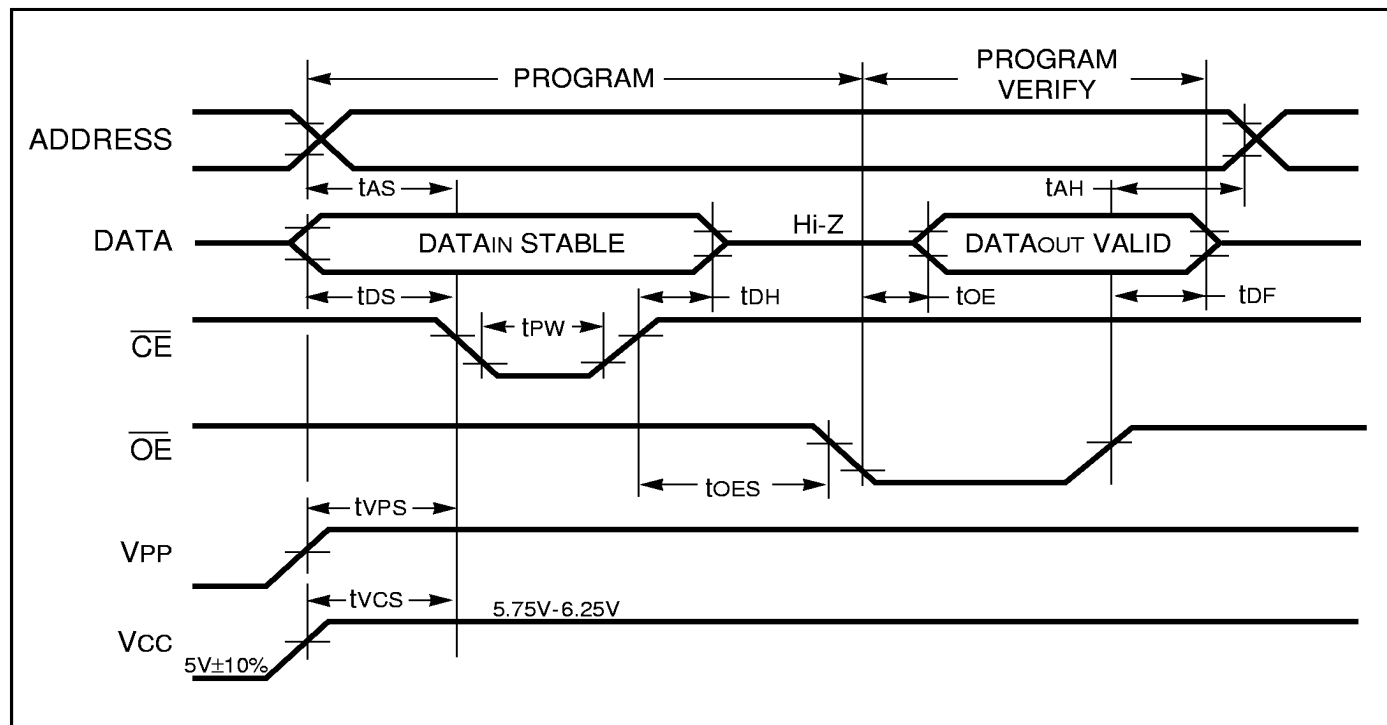 PROGRAM
PROGRAM
VERIFY
ADDRESS
tAS
tAH
DATA
DATAIN STABLE
Hi-Z
DATAOUT VALID
tDS
tDH
tOE
tDF
CE
tPW
OE
tOES
tVPS
VPP
tVCS
5.75V-6.25V
VCC
5V±10%